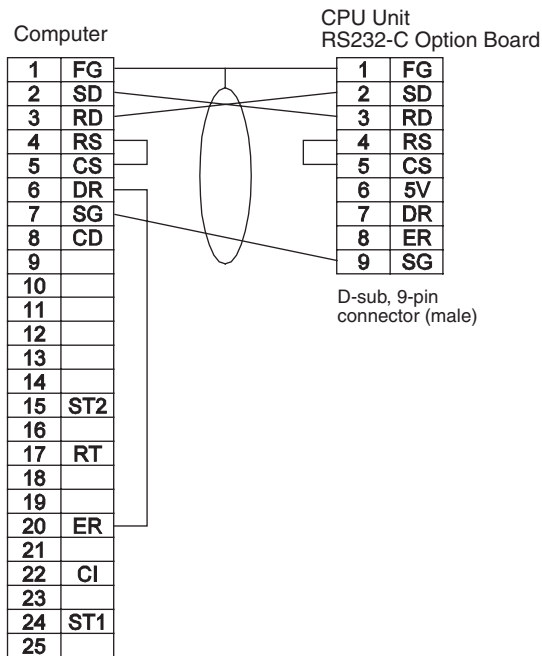 Computer
1 FG
2 SD
3 RD
4 RS
5 CS
6 DR
7 SG
8 CD
9
10
11
12
13
14
15 ST2
16
17 RT
18
19
20 ER
21
22 CI
23
24 ST1
25
CPU Unit
RS232-C Option Board
1 FG
2 SD
3 RD
4 RS
5 CS
6 5V
7 DR
8 ER
9 SG
D-sub, 9-pin
connector (male)